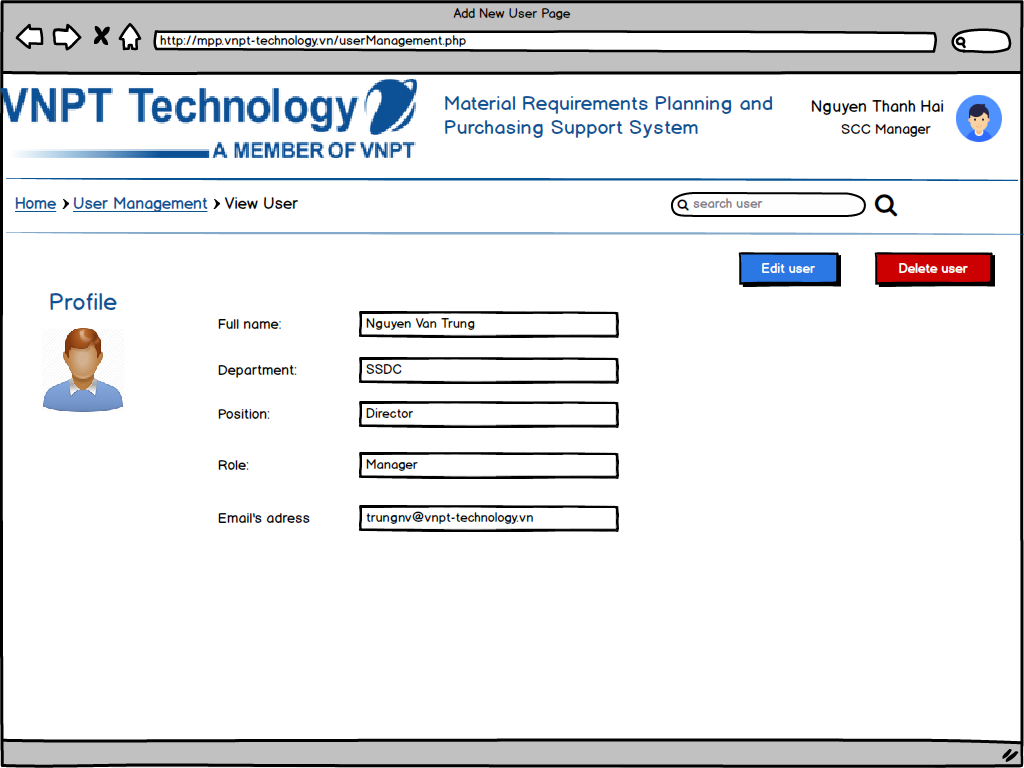 Add New User Page
http://mpp.vnpt-technology.vn/userManagement.php
VNPT Technology
A MEMBER OF VNPT
Material Requirements Planning and
Purchasing Support System
Nguyen Thanh Hai
SCC Manager
Home > User Management > View User
search user
Edit user
Delete user
Profile
Full name: Nguyen Van Trung
Department: SSDC
Position: Director
Role: Manager
Email's adress trungnv@vnpt-technology.vn